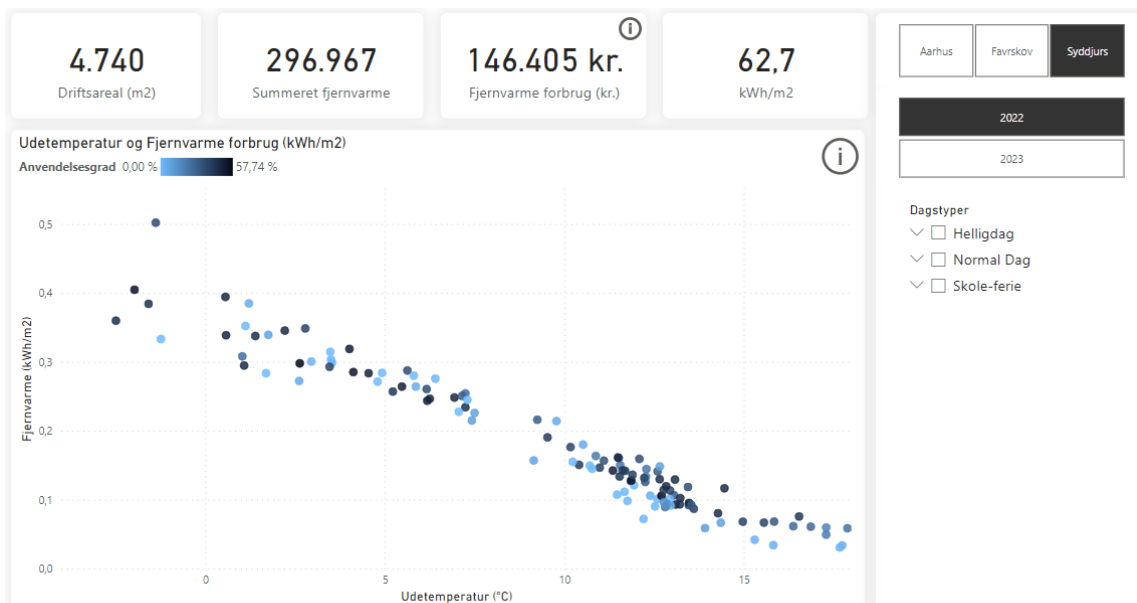 4.740
Driftsareal (m2)
296.967
Summeret fjernvarme
146.405 kr.
Fjernvarme forbrug (kr.)
62,7
kWh/m2
Aarhus
Favrskov
Syddjurs
2022
2023
Dagstyper
Helligdag
Normal Dag
Skole-ferie
Udetemperatur og Fjernvarme forbrug (kWh/m2)
Anvendelsesgrad 0,00 % 57,74 %
Fjernvarme (kWh/m2)
0,5
0,4
0,3
0,2
0,1
0,0
0
5
10
15
Udetemperatur (°C)